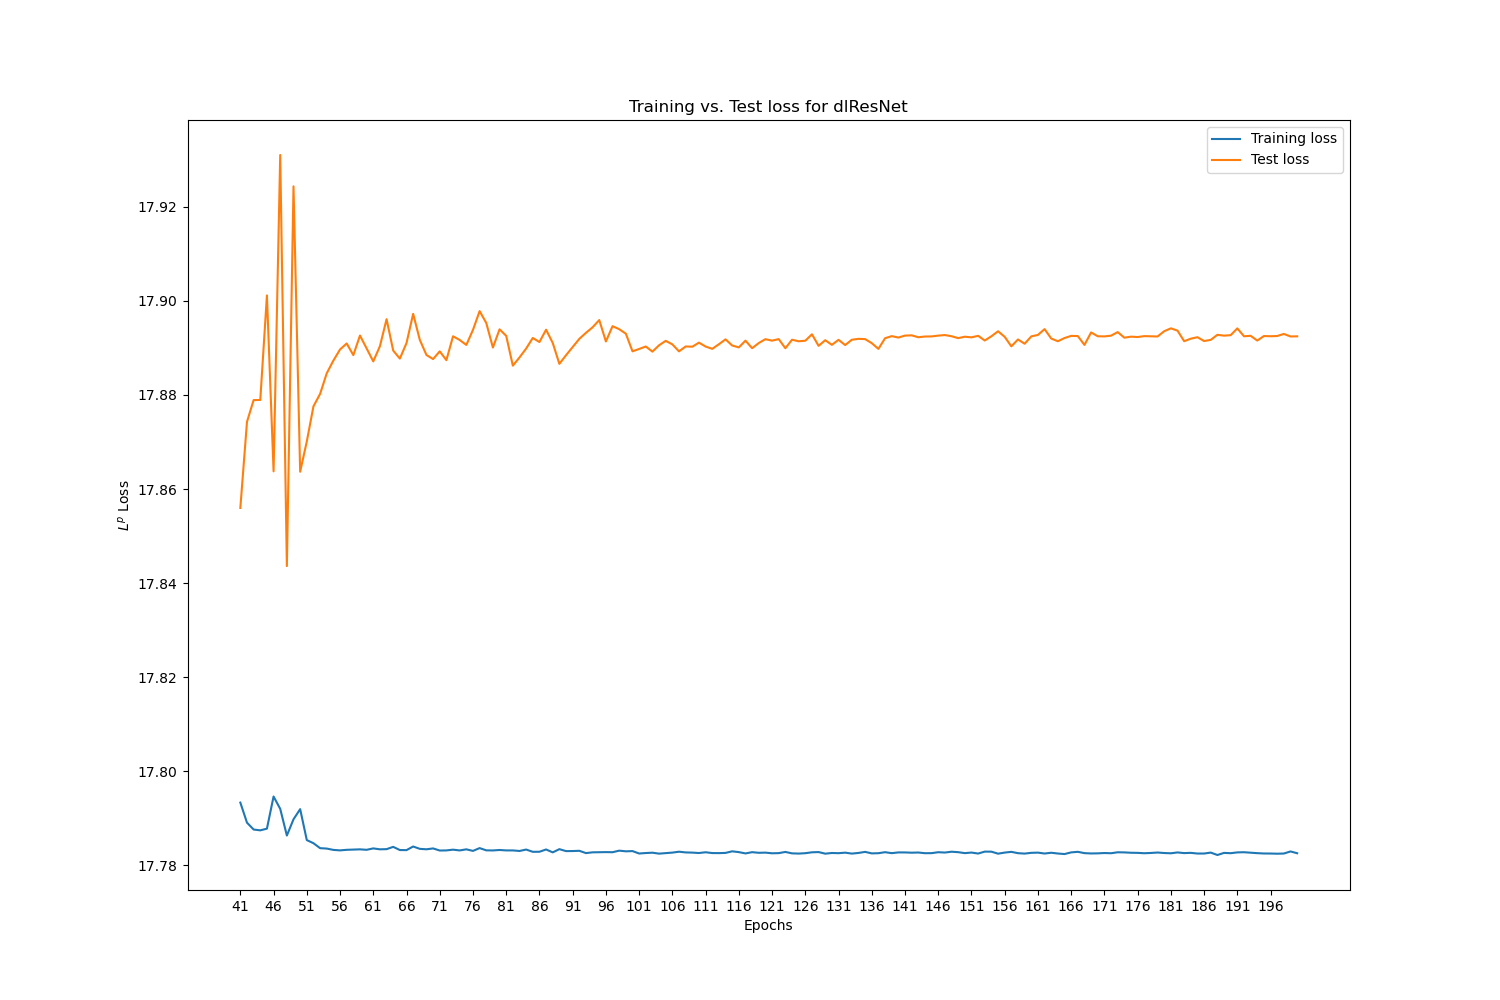 Training vs. Test loss for dlResNet
Training loss
Test loss
17.92
17.90
17.88
17.86
17.84
17.82
17.80
17.78
L^p Loss
41 46 51 56 61 66 71 76 81 86 91 96 101 106 111 116 121 126 131 136 141 146 151 156 161 166 171 176 181 186 191 196
Epochs